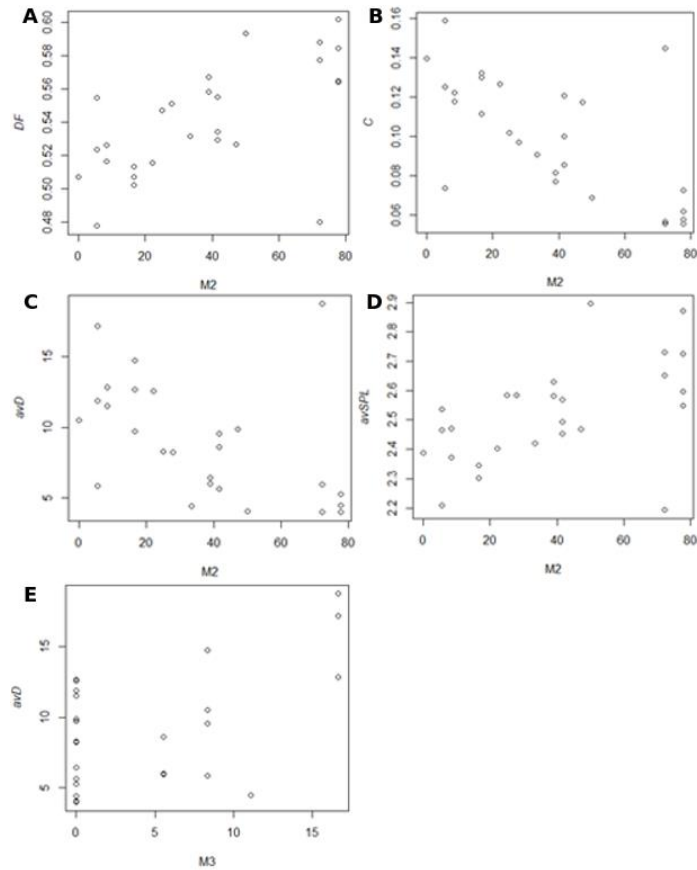 A
DF
0.60
0.58
0.56
0.54
0.52
0.50
0.48
0 20 40 60 80
M2
B
C
0.16
0.14
0.12
0.10
0.08
0.06
0 20 40 60 80
M2
C
avD
15
10
5
0 20 40 60 80
M2
D
avSPL
2.9
2.8
2.7
2.6
2.5
2.4
2.3
2.2
0 20 40 60 80
M2
E
avD
15
10
5
0 5 10 15
M3